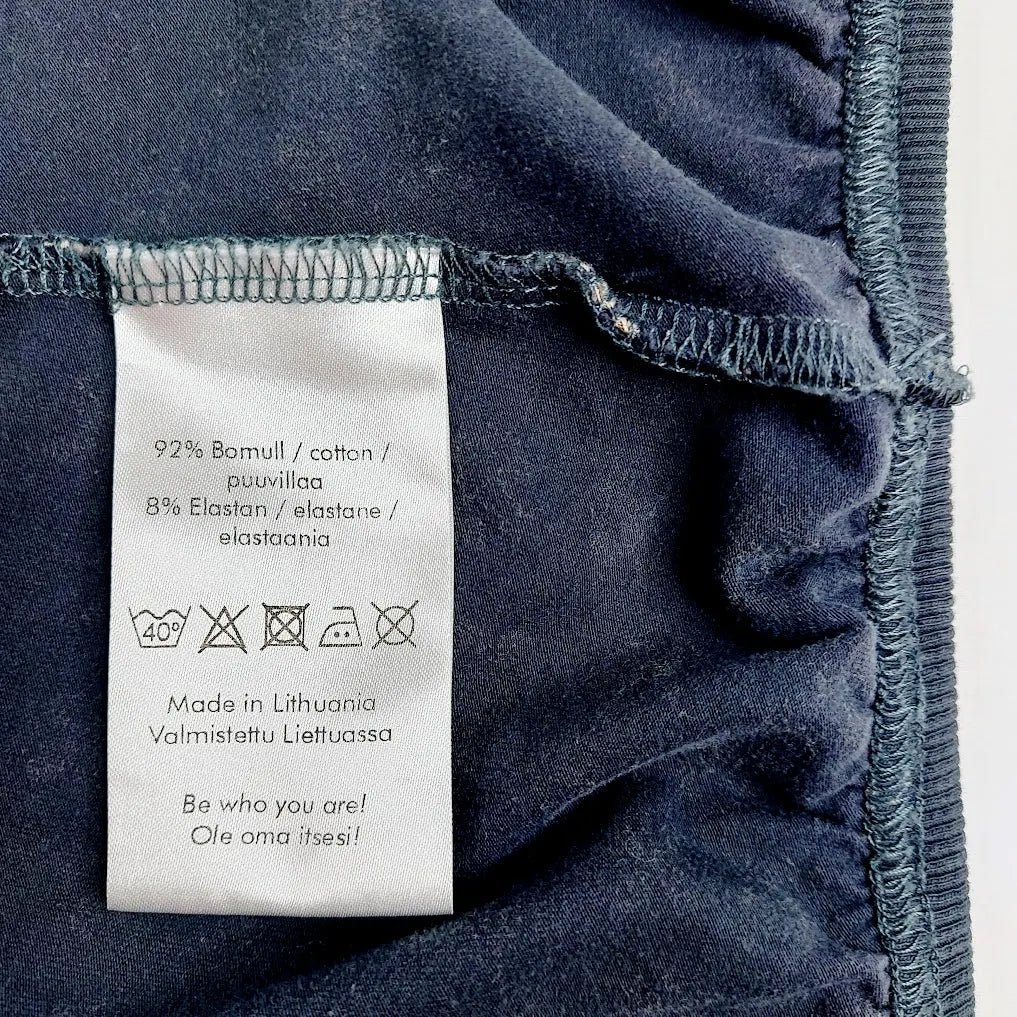 92% Bomull / cotton /
puuvillaa
8% Elastan / elastane /
elastaania
40°
Made in Lithuania
Valmistettu Liettuassa
Be who you are!
Ole oma itsesi!